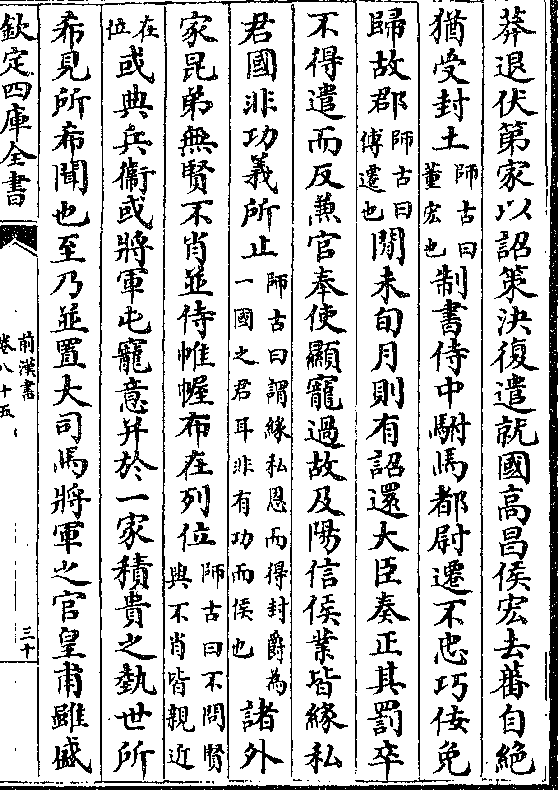 莽退伏第家以詔策決復遣就國高昌侯宏去蕃自絶
猶受封土師古曰董宏也制書侍中駙馬都尉遷不忠巧佞免
歸故郡師古曰傅遷也間未旬月則有詔還大臣奏正其罰卒
不得遣而反兼官奉使顯寵過故及陽信侯業皆緣私
君國非功義所止師古曰謂緣私恩而得封爵為一國之君耳非有功而侯也諸外
家昆弟無賢不肖並侍帷幄布在列位師古曰不問賢與不肖皆親近
在位或典兵衞或將軍屯寵意并於一家積貴之埶世所
希見所希聞也至乃並置大司馬將軍之官皇甫雖盛
欽定四庫全書
前漢書
卷八十五
三十